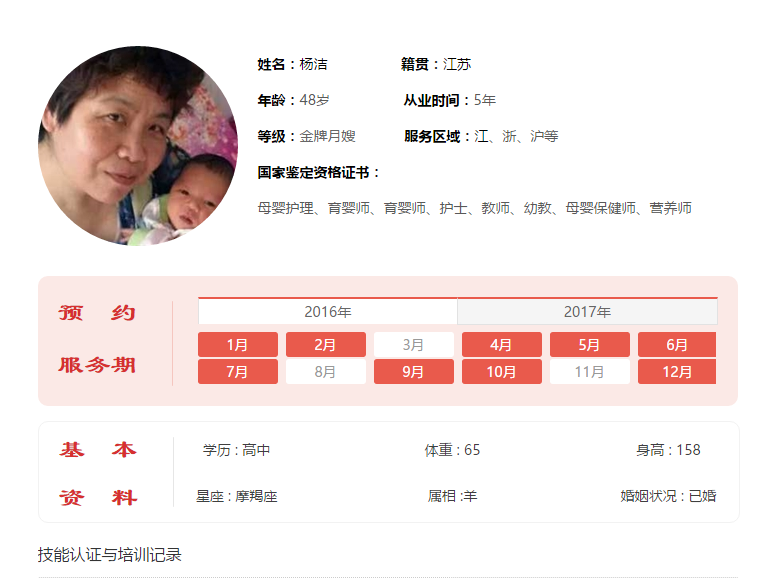 姓名：杨洁 籍贯：江苏
年龄：48岁 从业时间：5年
等级：金牌月嫂 服务区域：江、浙、沪等
国家鉴定资格证书：
母婴护理、育婴师、育婴师、护士、教师、幼教、母婴保健师、营养师
预 约
服务期
2016年 2017年
1月 2月 3月 4月 5月 6月
7月 8月 9月 10月 11月 12月
基 本
资 料
学历 : 高中 体重 : 65 身高 : 158
星座 : 摩羯座 属相 :羊 婚姻状况 : 已婚
技能认证与培训记录